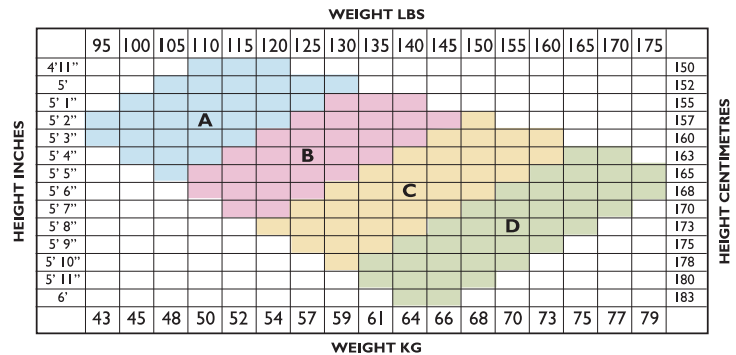 WEIGHT LBS
95 100 105 110 115 120 125 130 135 140 145 150 155 160 165 170 175
4'11" 150
5' 152
5' 1" 155
5' 2" A 157
5' 3" 160
5' 4" B 163
5' 5" 165
5' 6" C 168
5' 7" 170
5' 8" D 173
5' 9" 175
5' 10" 178
5' 11" 180
6' 183
43 45 48 50 52 54 57 59 61 64 66 68 70 73 75 77 79
WEIGHT KG
HEIGHT INCHES
HEIGHT CENTIMETRES